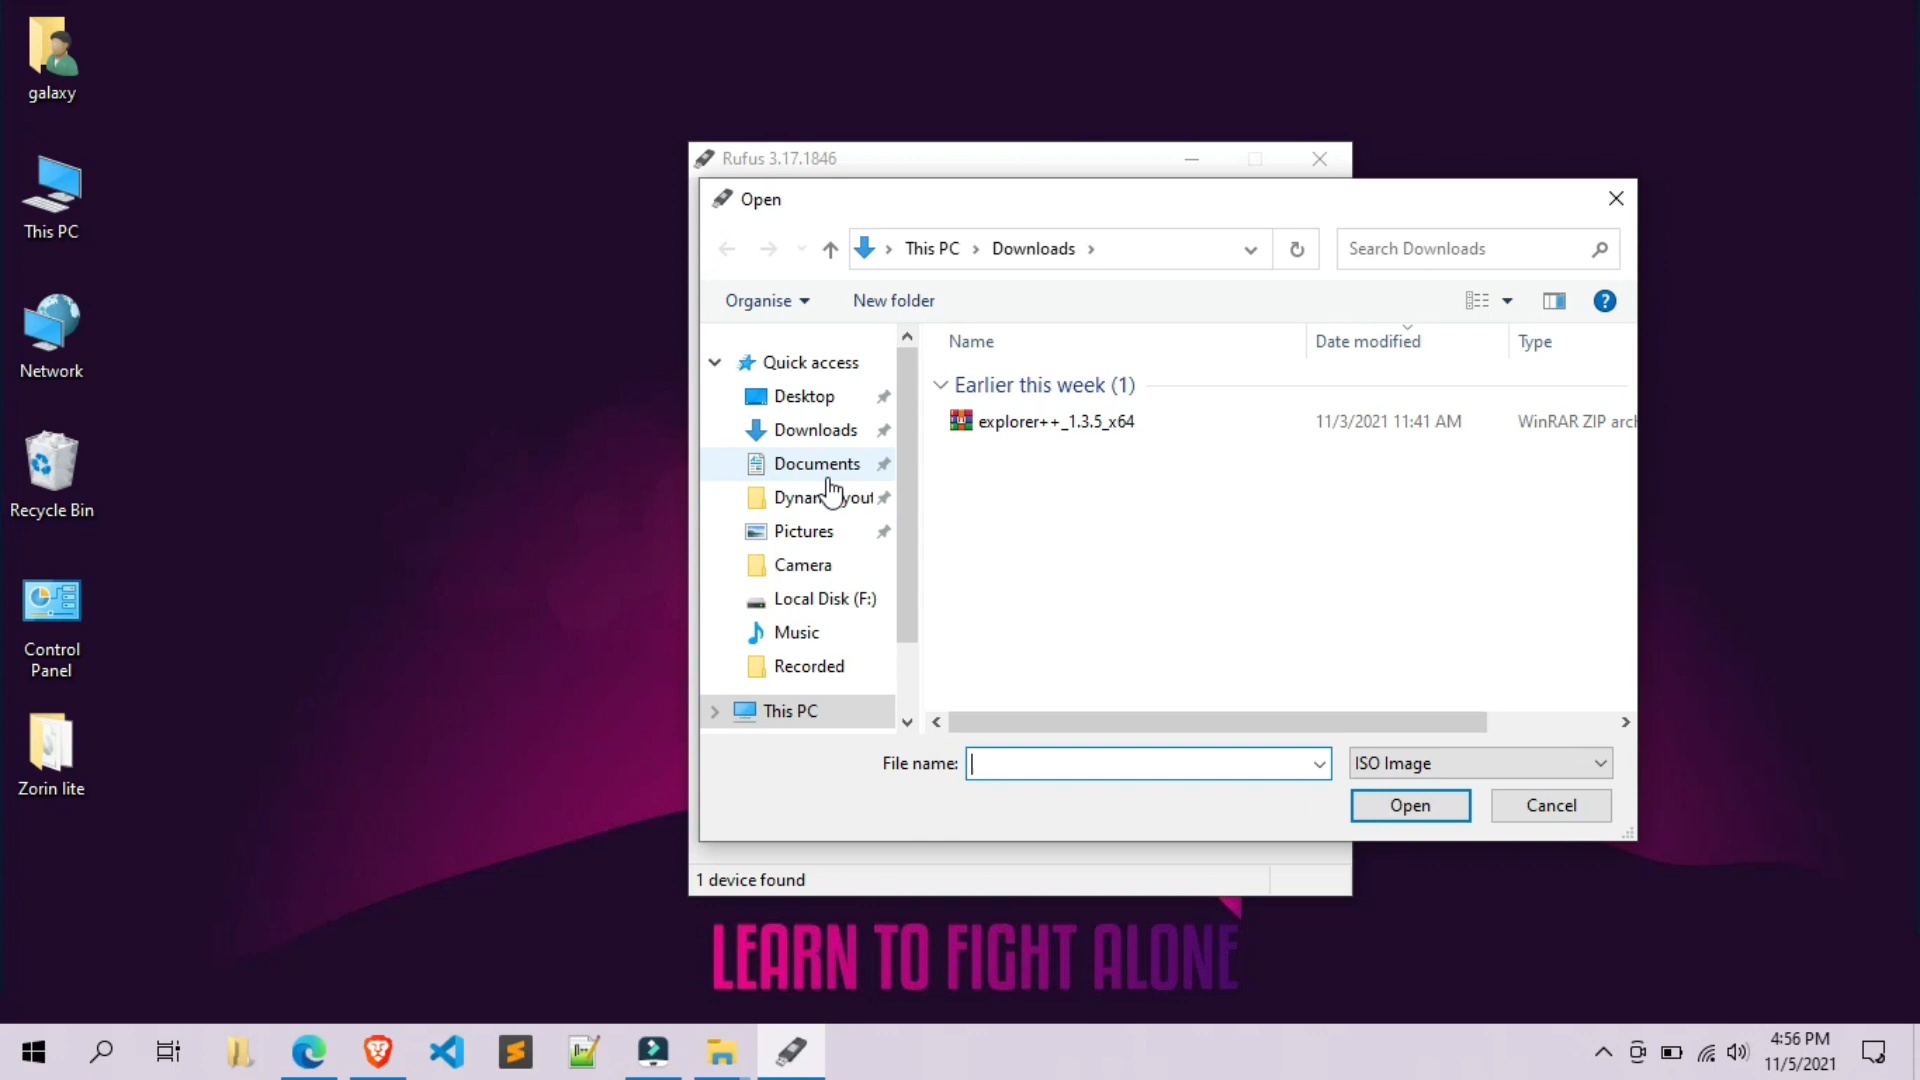 galaxy
This PC
Network
Recycle Bin
Control
Panel
Zorin lite
Rufus 3.17.1846
Open
This PC
Downloads
Search Downloads
Organise
New folder
?
Name
Date modified
Type
Quick access
Desktop
Downloads
Documents
Pictures
Camera
Local Disk (F:)
Music
Recorded
This PC
Earlier this week (1)
explorer++_1.3.5_x64
11/3/2021 11:41 AM
WinRAR ZIP arch
File name:
ISO Image
Open
Cancel
1 device found
LEARN TO FIGHT ALONE
4:56 PM
11/5/2021